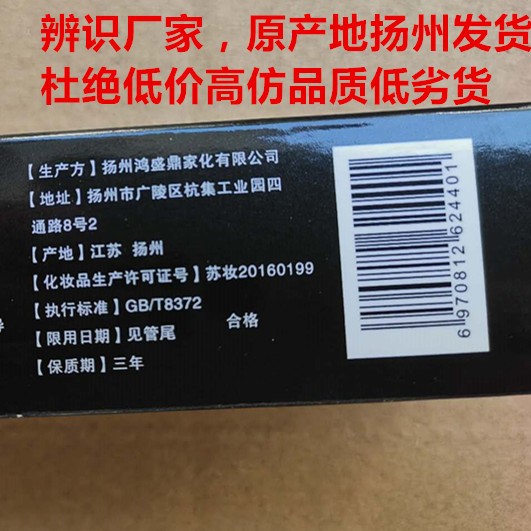 辨识厂家，原产地扬州发货
杜绝低价高仿品质低劣货
【生产方】扬州鸿盛鼎家化有限公司
【地址】扬州市广陵区杭集工业园四
通路8号2
【产地】江苏 扬州
【化妆品生产许可证号】苏妆20160199
【执行标准】GB/T8372
【限用日期】见管尾 合格
【保质期】三年
6970812624401